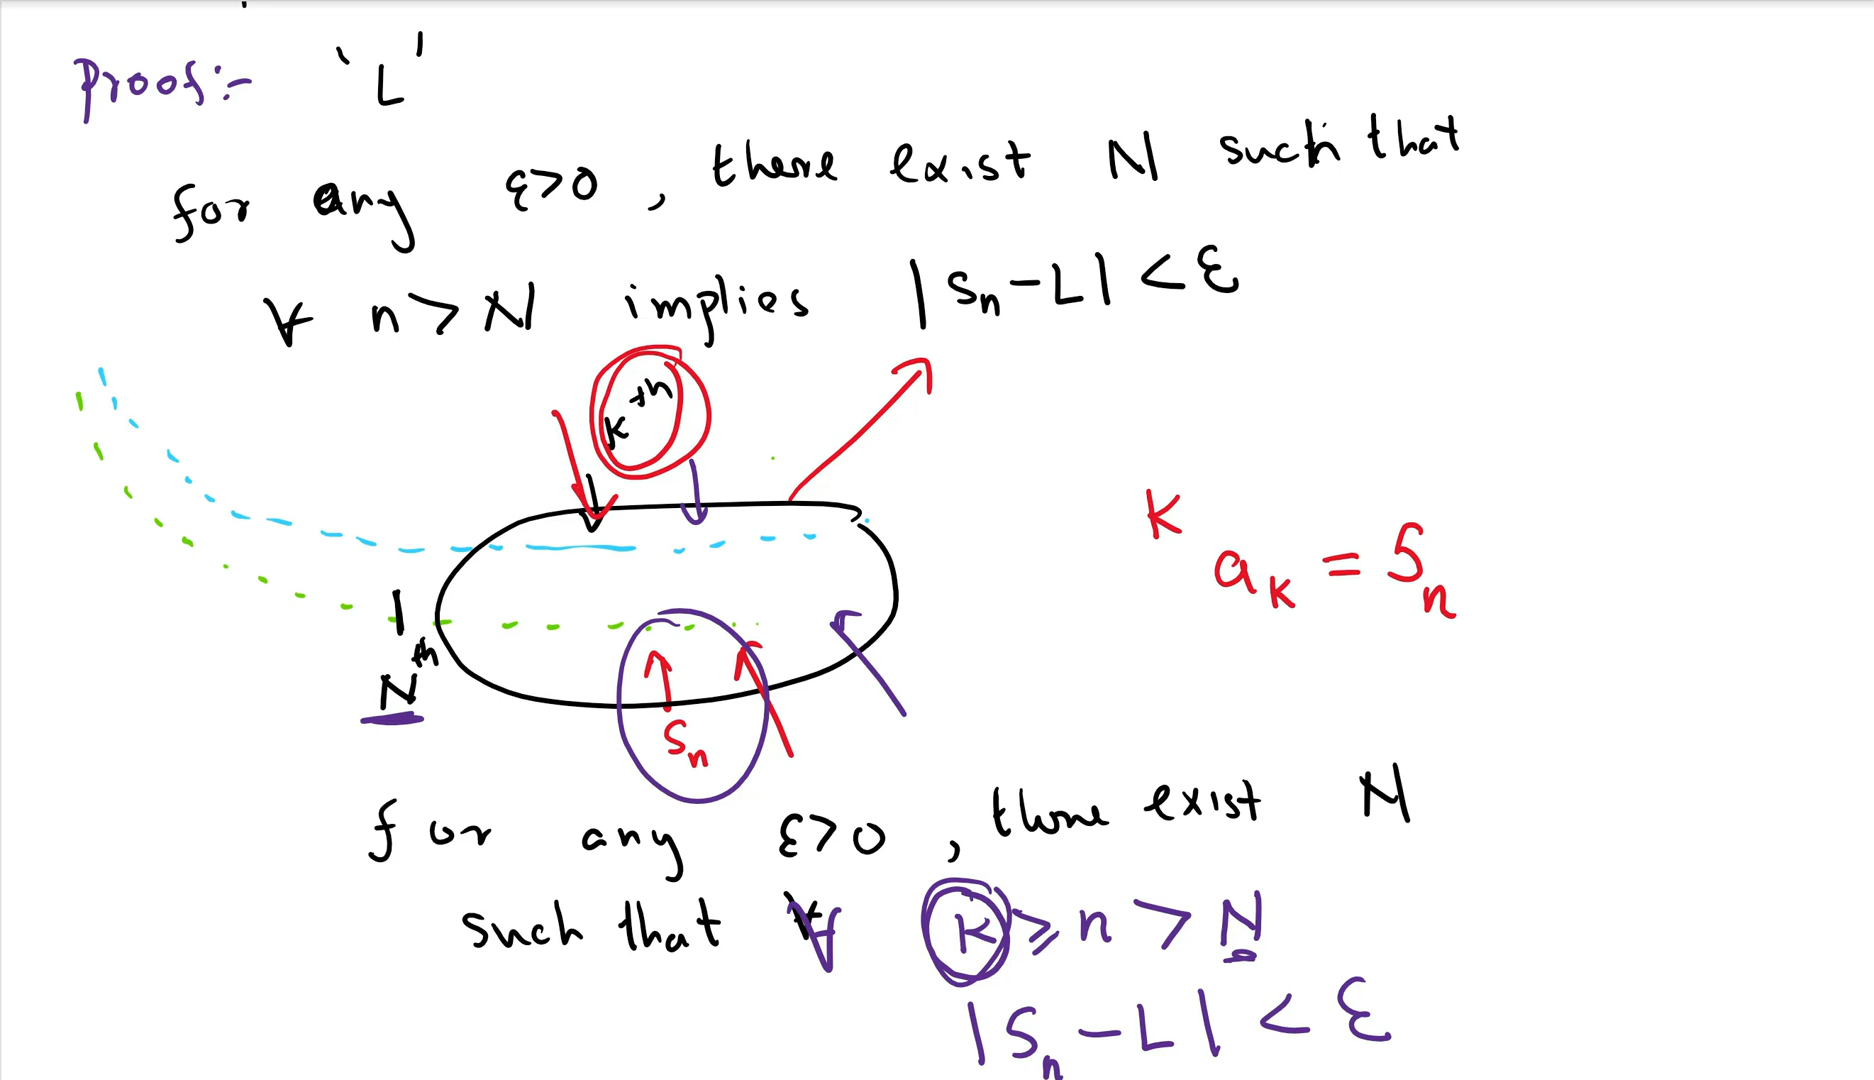 Proof:- 'L'
for any ε>0, there exist N such that
∀ n > N implies |Sn - L| < ε
kth
K
aK = Sn
Nth
Sn
for any ε>0, there exist N
such that ∀ K ≥ n > N
|Sn - L| < ε